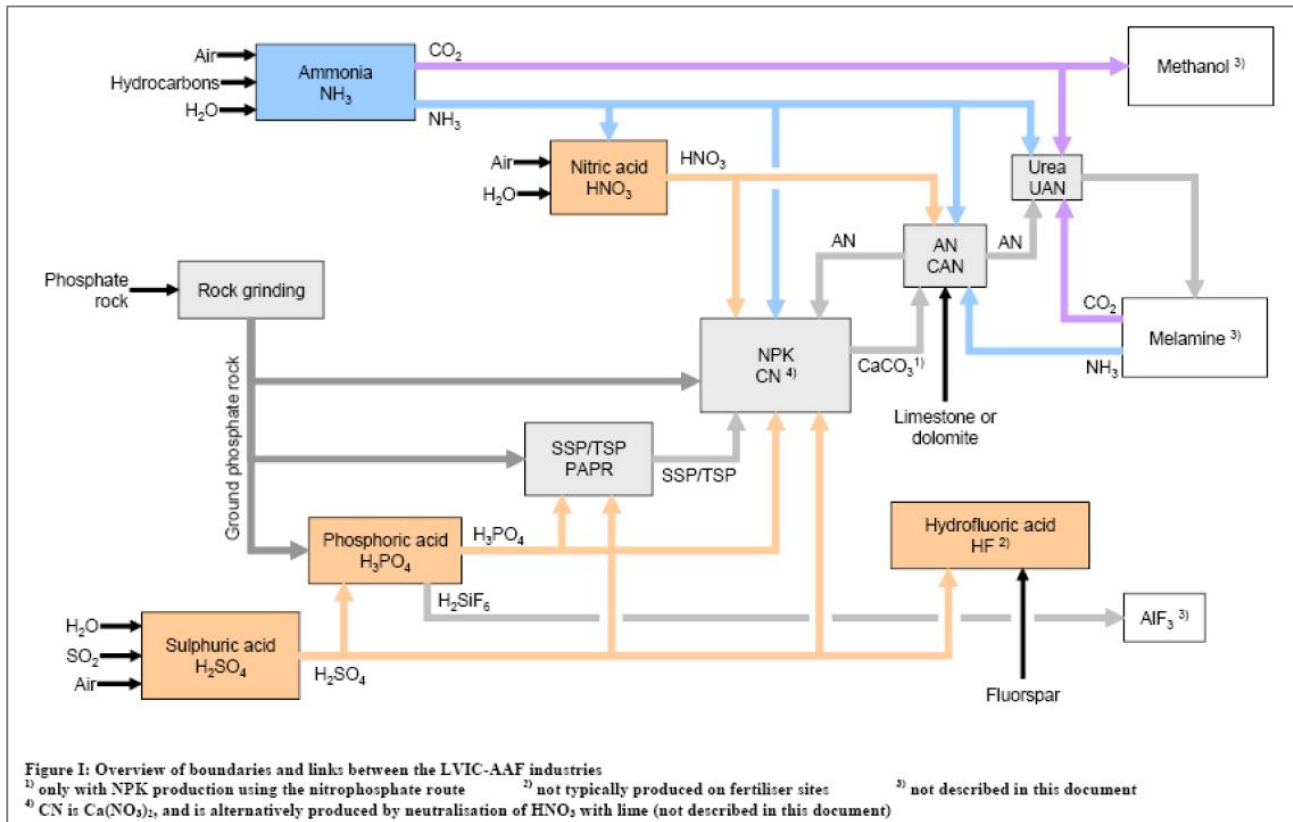 Air
Hydrocarbons
H₂O
Ammonia
NH₃
CO₂
NH₃
Methanol ³⁾
Air
H₂O
Nitric acid
HNO₃
HNO₃
Urea
UAN
AN
AN
CAN
AN
Phosphate
rock
Rock grinding
CO₂
Melamine ³⁾
NH₃
NPK
CN ⁴⁾
CaCO₃¹⁾
Limestone or
dolomite
Ground phosphate rock
SSP/TSP
PAPR
SSP/TSP
Phosphoric acid
H₃PO₄
H₃PO₄
H₂SiF₆
Hydrofluoric acid
HF ²⁾
AlF₃ ³⁾
H₂O
SO₂
Air
Sulphuric acid
H₂SO₄
H₂SO₄
Fluorspar
Figure I: Overview of boundaries and links between the LVIC-AAF industries
¹⁾ only with NPK production using the nitrophosphate route ²⁾ not typically produced on fertiliser sites ³⁾ not described in this document
⁴⁾ CN is Ca(NO₃)₂, and is alternatively produced by neutralisation of HNO₃ with lime (not described in this document)